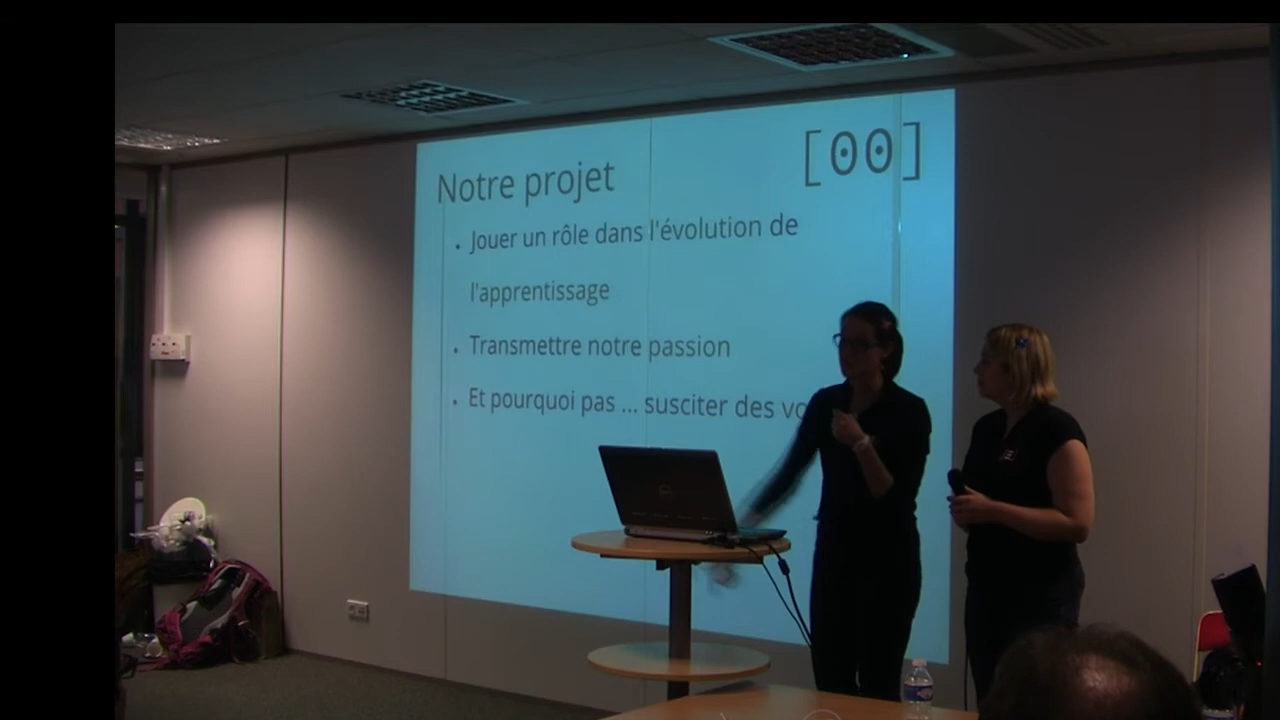 [00]
Notre projet
• Jouer un rôle dans l'évolution de
l'apprentissage
• Transmettre notre passion
• Et pourquoi pas ... susciter des